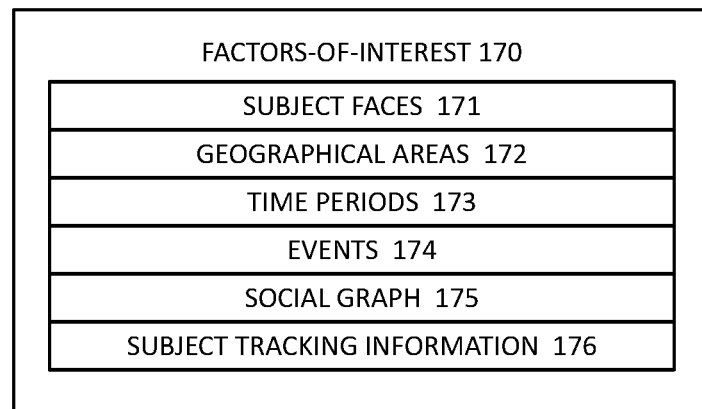 FACTORS-OF-INTEREST 170
SUBJECT FACES 171
GEOGRAPHICAL AREAS 172
TIME PERIODS 173
EVENTS 174
SOCIAL GRAPH 175
SUBJECT TRACKING INFORMATION 176